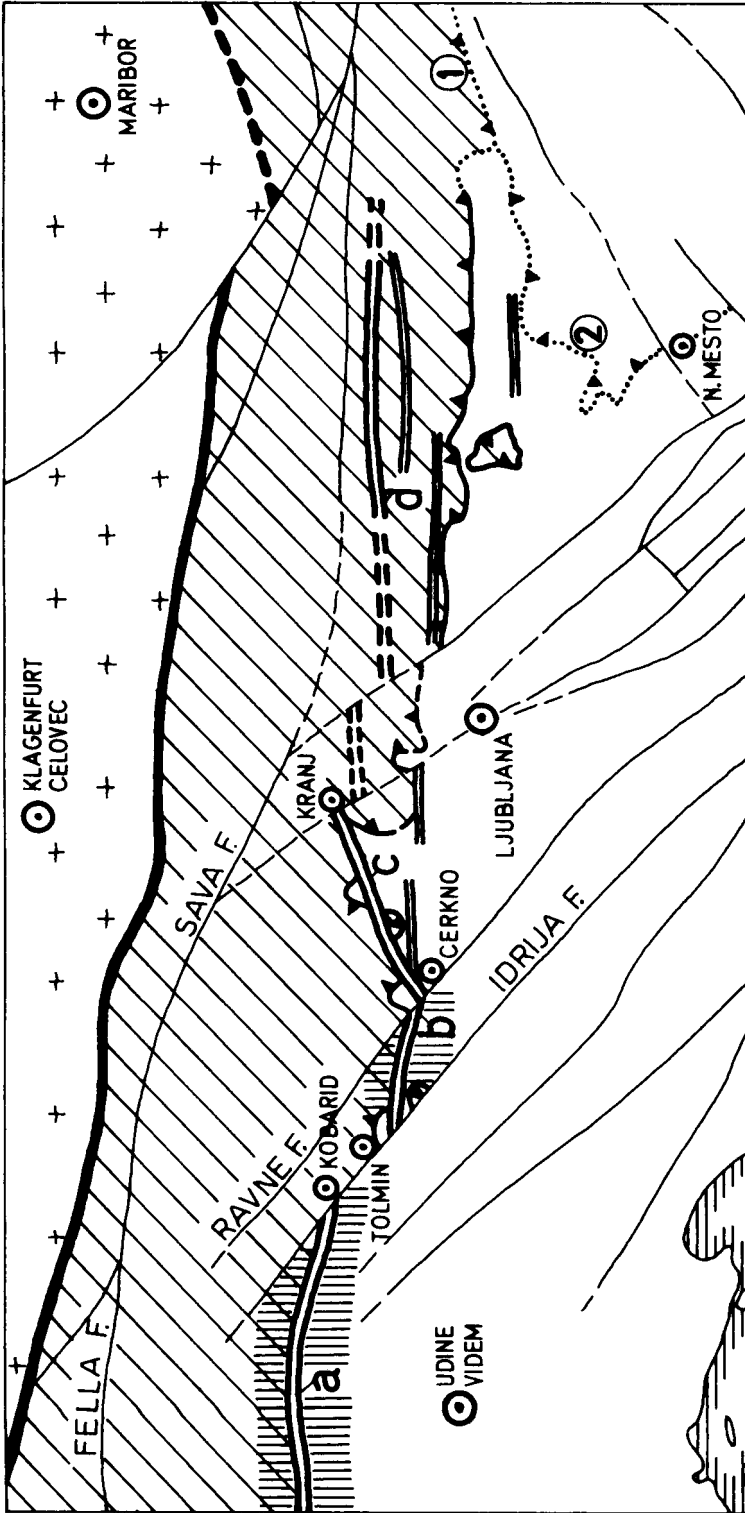 KLAGENFURT
CELOVEC
MARIBOR
FELLA F.
SAVA F.
RAVNE F.
KOBARID
TOLMIN
KRANJ
CERKNO
IDRIJA F.
LJUBLJANA
UDINE
VIDEM
N. MESTO
a
b
c
d
1
2